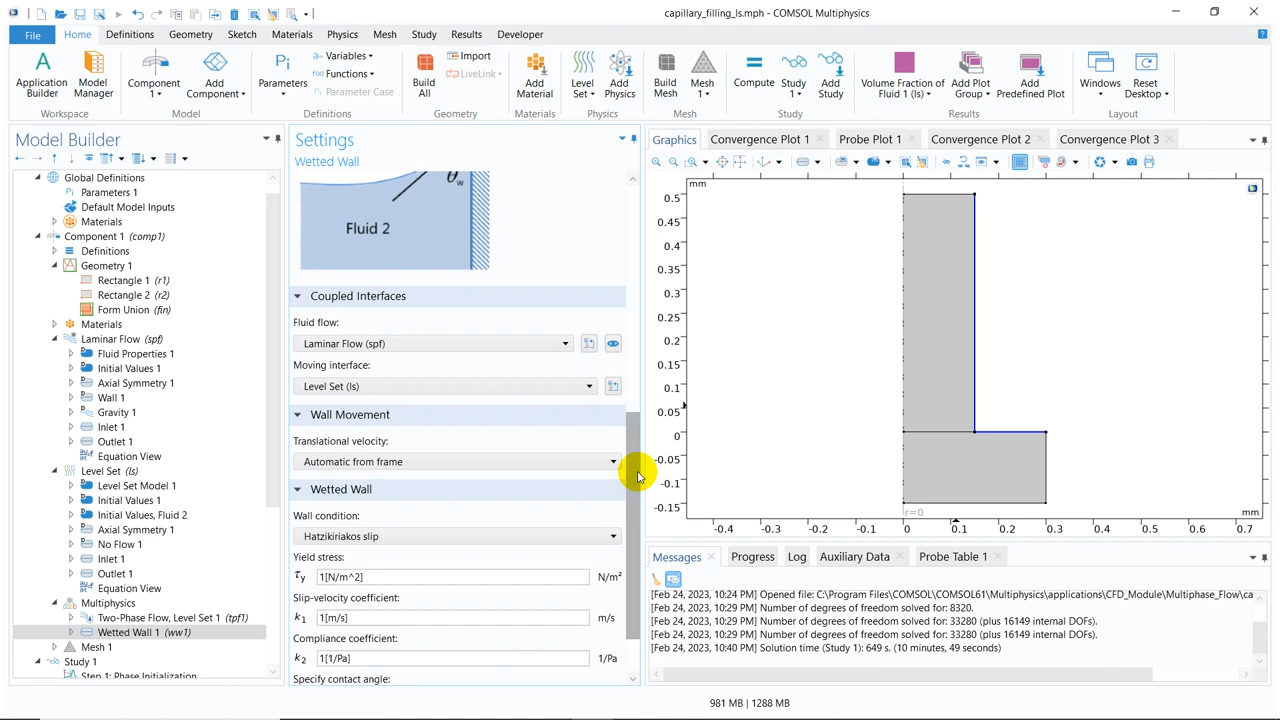 capillary_filling_ls.mph - COMSOL Multiphysics
File Home Definitions Geometry Sketch Materials Physics Mesh Study Results Developer
Application Builder
Model Manager
Workspace
Component 1
Add Component
Model
Pi
Parameters
a= Variables
f(x) Functions
Pi Parameter Case
Definitions
Build All
Import
LiveLink
Geometry
Add Material
Materials
Level Set
Add Physics
Physics
Build Mesh
Mesh 1
Mesh
Compute
Study 1
Add Study
Study
Volume Fraction of Fluid 1 (ls)
Add Plot Group
Add Predefined Plot
Results
Windows
Reset Desktop
Layout
Model Builder
Global Definitions
Pi Parameters 1
Default Model Inputs
Materials
Component 1 (comp1)
Definitions
Geometry 1
Rectangle 1 (r1)
Rectangle 2 (r2)
Form Union (fin)
Materials
Laminar Flow (spf)
Fluid Properties 1
Initial Values 1
Axial Symmetry 1
Wall 1
Gravity 1
Inlet 1
Outlet 1
Equation View
Level Set (ls)
Level Set Model 1
Initial Values 1
Initial Values, Fluid 2
Axial Symmetry 1
No Flow 1
Inlet 1
Outlet 1
Equation View
Multiphysics
Two-Phase Flow, Level Set 1 (tpf1)
Wetted Wall 1 (ww1)
Mesh 1
Study 1
Step 1: Phase Initialization
Settings
Wetted Wall
θw
Fluid 2
Coupled Interfaces
Fluid flow:
Laminar Flow (spf)
Moving interface:
Level Set (ls)
Wall Movement
Translational velocity:
Automatic from frame
Wetted Wall
Wall condition:
Hatzikiriakos slip
Yield stress:
τy 1[N/m^2] N/m²
Slip-velocity coefficient:
k1 1[m/s] m/s
Compliance coefficient:
k2 1[1/Pa] 1/Pa
Specify contact angle:
Graphics Convergence Plot 1 Probe Plot 1 Convergence Plot 2 Convergence Plot 3
mm
0.5
0.45
0.4
0.35
0.3
0.25
0.2
0.15
0.1
0.05
0
-0.05
-0.1
-0.15
r=0
mm
-0.4 -0.3 -0.2 -0.1 0 0.1 0.2 0.3 0.4 0.5 0.6 0.7
Messages Progress Log Auxiliary Data Probe Table 1
[Feb 24, 2023, 10:24 PM] Opened file: C:\Program Files\COMSOL\COMSOL61\Multiphysics\applications\CFD_Module\Multiphase_Flow\ca
[Feb 24, 2023, 10:29 PM] Number of degrees of freedom solved for: 8320.
[Feb 24, 2023, 10:29 PM] Number of degrees of freedom solved for: 33280 (plus 16149 internal DOFs).
[Feb 24, 2023, 10:29 PM] Number of degrees of freedom solved for: 33280 (plus 16149 internal DOFs).
[Feb 24, 2023, 10:40 PM] Solution time (Study 1): 649 s. (10 minutes, 49 seconds)
981 MB | 1288 MB